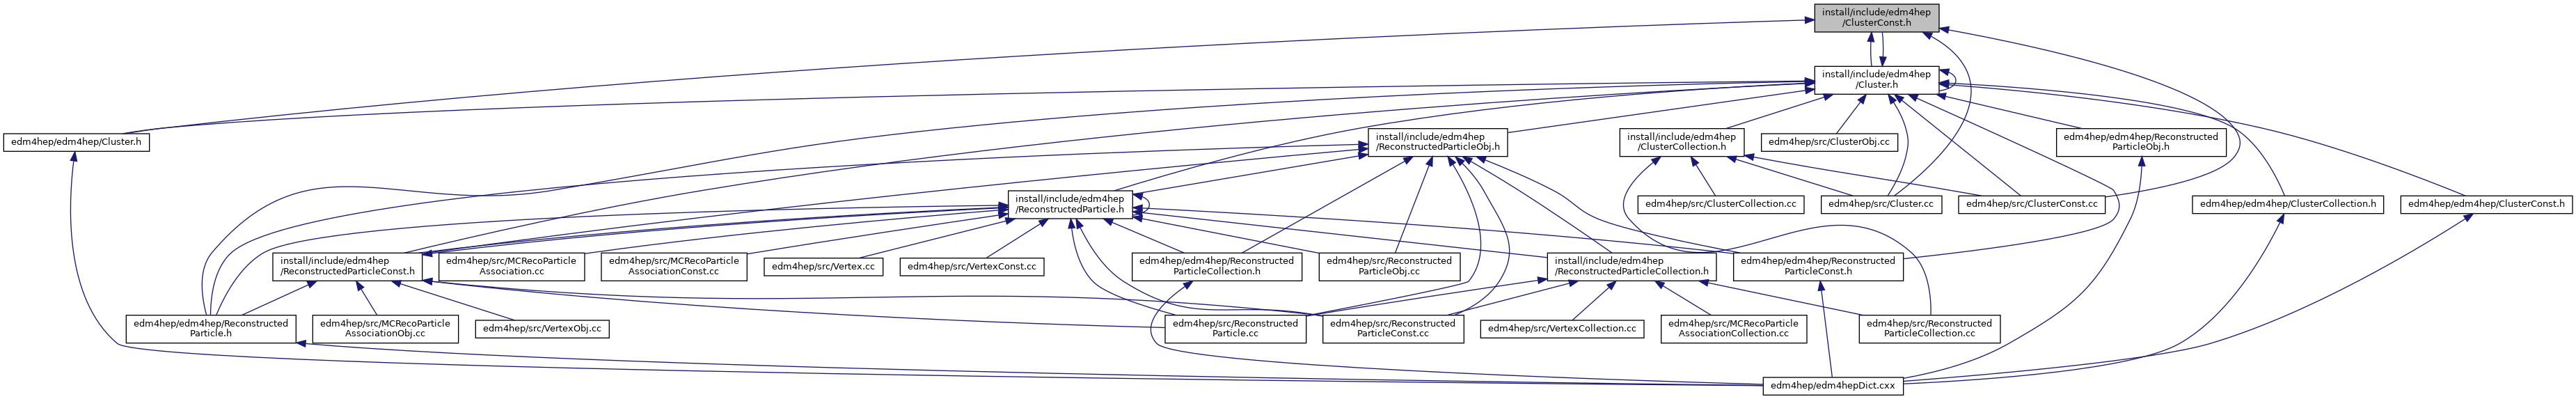 install/include/edm4hep
/ClusterConst.h
install/include/edm4hep
/Cluster.h
edm4hep/edm4hep/Cluster.h
install/include/edm4hep
/ReconstructedParticleObj.h
install/include/edm4hep
/ClusterCollection.h
edm4hep/src/ClusterObj.cc
edm4hep/edm4hep/Reconstructed
ParticleObj.h
install/include/edm4hep
/ReconstructedParticle.h
edm4hep/src/ClusterCollection.cc
edm4hep/src/Cluster.cc
edm4hep/src/ClusterConst.cc
edm4hep/edm4hep/ClusterCollection.h
edm4hep/edm4hep/ClusterConst.h
install/include/edm4hep
/ReconstructedParticleConst.h
edm4hep/src/MCRecoParticle
Association.cc
edm4hep/src/MCRecoParticle
AssociationConst.cc
edm4hep/src/Vertex.cc
edm4hep/src/VertexConst.cc
edm4hep/edm4hep/Reconstructed
ParticleCollection.h
edm4hep/src/Reconstructed
ParticleObj.cc
install/include/edm4hep
/ReconstructedParticleCollection.h
edm4hep/edm4hep/Reconstructed
ParticleConst.h
edm4hep/edm4hep/Reconstructed
Particle.h
edm4hep/src/MCRecoParticle
AssociationObj.cc
edm4hep/src/VertexObj.cc
edm4hep/src/Reconstructed
Particle.cc
edm4hep/src/Reconstructed
ParticleConst.cc
edm4hep/src/VertexCollection.cc
edm4hep/src/MCRecoParticle
AssociationCollection.cc
edm4hep/src/Reconstructed
ParticleCollection.cc
edm4hep/edm4hepDict.cxx